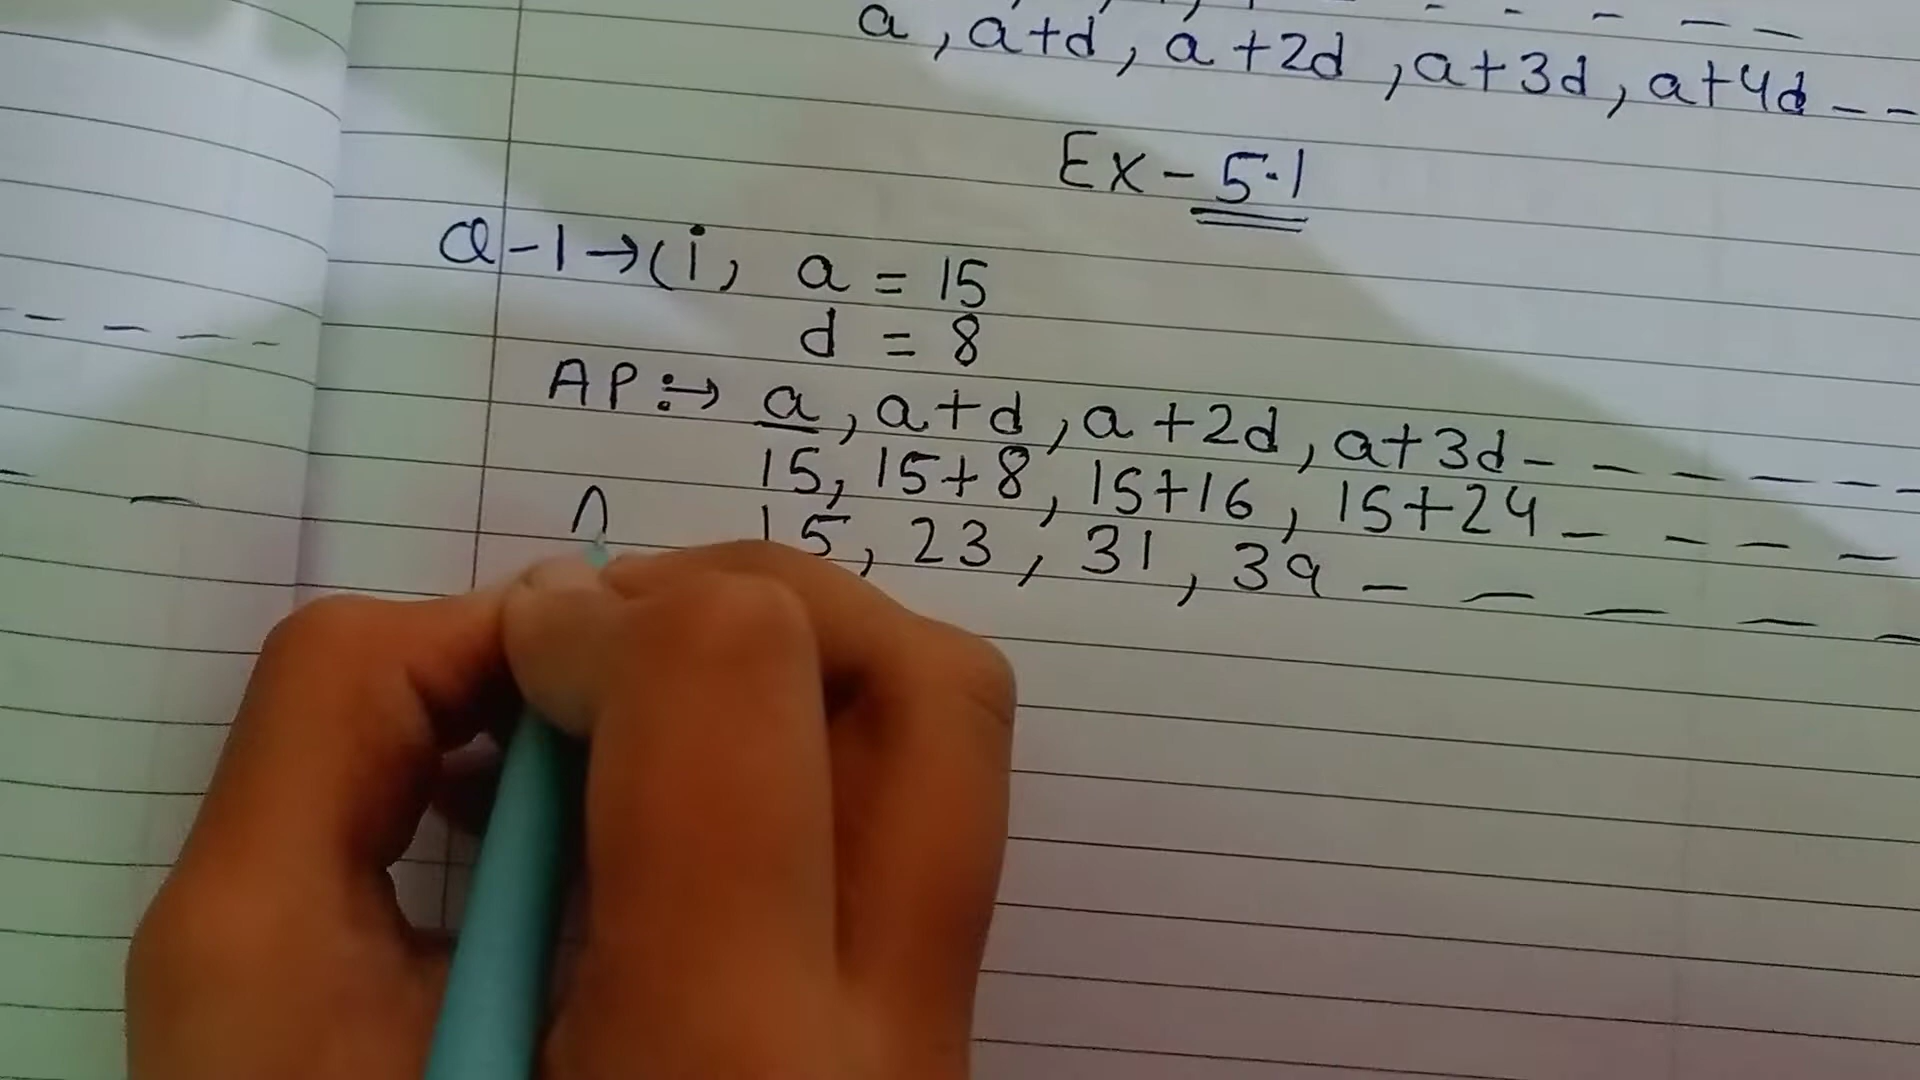 a, a+d, a+2d, a+3d, a+4d--
Ex-5.1
Q-1→(i) a = 15
d = 8
AP:→ a, a+d, a+2d, a+3d-----
15, 15+8, 15+16, 15+24----
15, 23, 31, 39-----